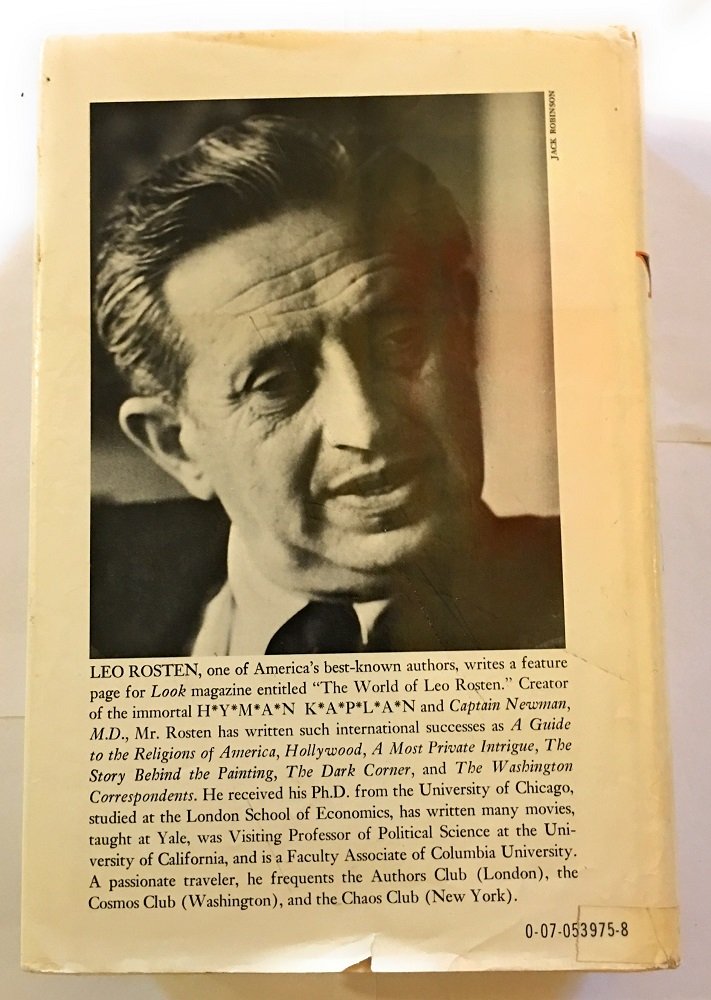 JACK ROBINSON
LEO ROSTEN, one of America's best-known authors, writes a feature
page for Look magazine entitled "The World of Leo Rosten." Creator
of the immortal H*Y*M*A*N K*A*P*L*A*N and Captain Newman,
M.D., Mr. Rosten has written such international successes as A Guide
to the Religions of America, Hollywood, A Most Private Intrigue, The
Story Behind the Painting, The Dark Corner, and The Washington
Correspondents. He received his Ph.D. from the University of Chicago,
studied at the London School of Economics, has written many movies,
taught at Yale, was Visiting Professor of Political Science at the Uni-
versity of California, and is a Faculty Associate of Columbia University.
A passionate traveler, he frequents the Authors Club (London), the
Cosmos Club (Washington), and the Chaos Club (New York).
0-07-053975-8